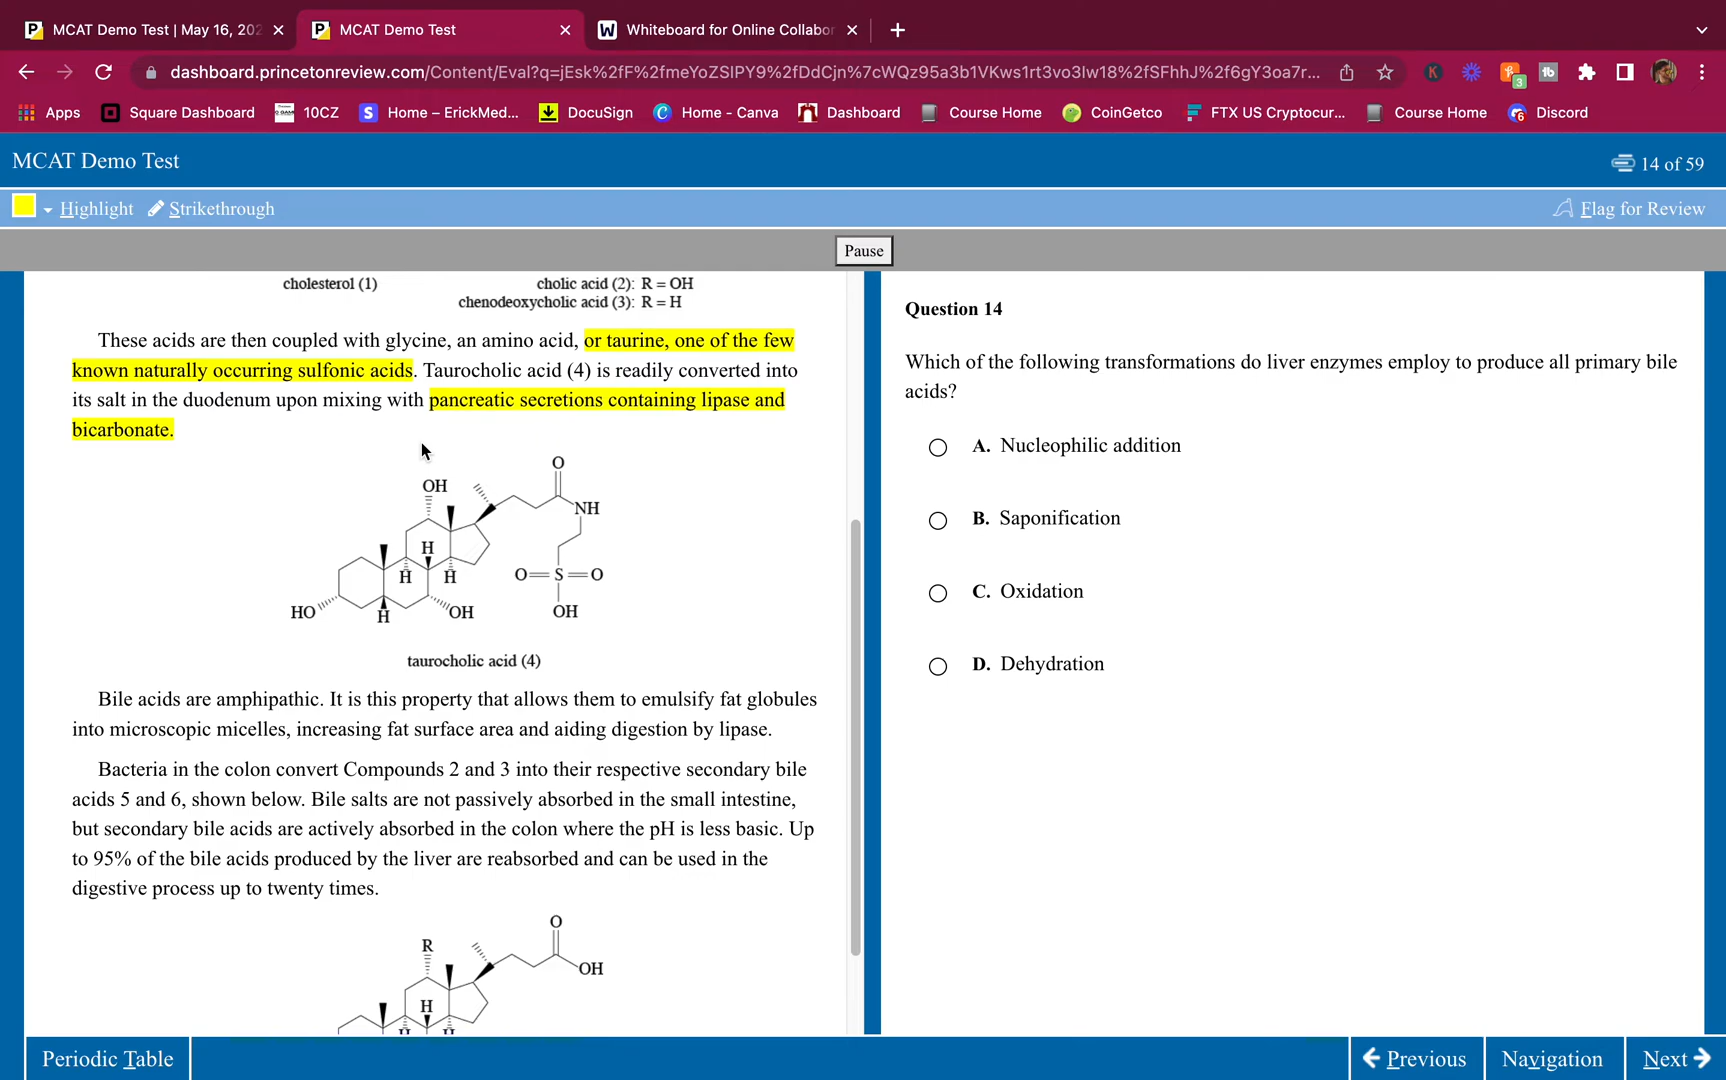 MCAT Demo Test | May 16, 202
MCAT Demo Test
Whiteboard for Online Collabor
dashboard.princetonreview.com/Content/Eval?q=jEsk%2fF%2fmeYoZSIPY9%2fDdCjn%7cWQz95a3b1VKws1rt3vo3lw18%2fSFhhJ%2f6gY3oa7r...
Apps
Square Dashboard
10CZ
Home – ErickMed...
DocuSign
Home - Canva
Dashboard
Course Home
CoinGetco
FTX US Cryptocur...
Course Home
Discord
MCAT Demo Test
14 of 59
Highlight
Strikethrough
Flag for Review
Pause
cholesterol (1)
cholic acid (2): R = OH
chenodeoxycholic acid (3): R = H
These acids are then coupled with glycine, an amino acid, or taurine, one of the few
known naturally occurring sulfonic acids. Taurocholic acid (4) is readily converted into
its salt in the duodenum upon mixing with pancreatic secretions containing lipase and
bicarbonate.
O
OH
NH
H
H
H
O=S=O
HO
H
OH
OH
taurocholic acid (4)
Bile acids are amphipathic. It is this property that allows them to emulsify fat globules
into microscopic micelles, increasing fat surface area and aiding digestion by lipase.
Bacteria in the colon convert Compounds 2 and 3 into their respective secondary bile
acids 5 and 6, shown below. Bile salts are not passively absorbed in the small intestine,
but secondary bile acids are actively absorbed in the colon where the pH is less basic. Up
to 95% of the bile acids produced by the liver are reabsorbed and can be used in the
digestive process up to twenty times.
O
R
OH
H
H
H
Question 14
Which of the following transformations do liver enzymes employ to produce all primary bile
acids?
A. Nucleophilic addition
B. Saponification
C. Oxidation
D. Dehydration
Periodic Table
Previous
Navigation
Next